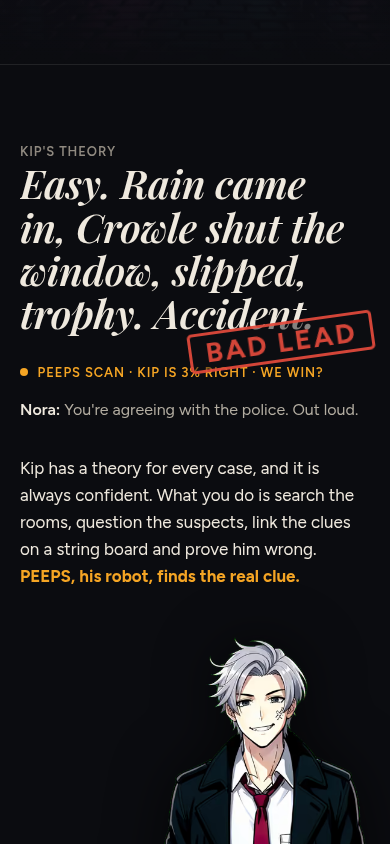 KIP'S THEORY
Easy. Rain came
in, Crowle shut the
window, slipped,
trophy. Accident.
BAD LEAD
PEEPS SCAN · KIP IS 3% RIGHT · WE WIN?
Nora: You're agreeing with the police. Out loud.
Kip has a theory for every case, and it is
always confident. What you do is search the
rooms, question the suspects, link the clues
on a string board and prove him wrong.
PEEPS, his robot, finds the real clue.